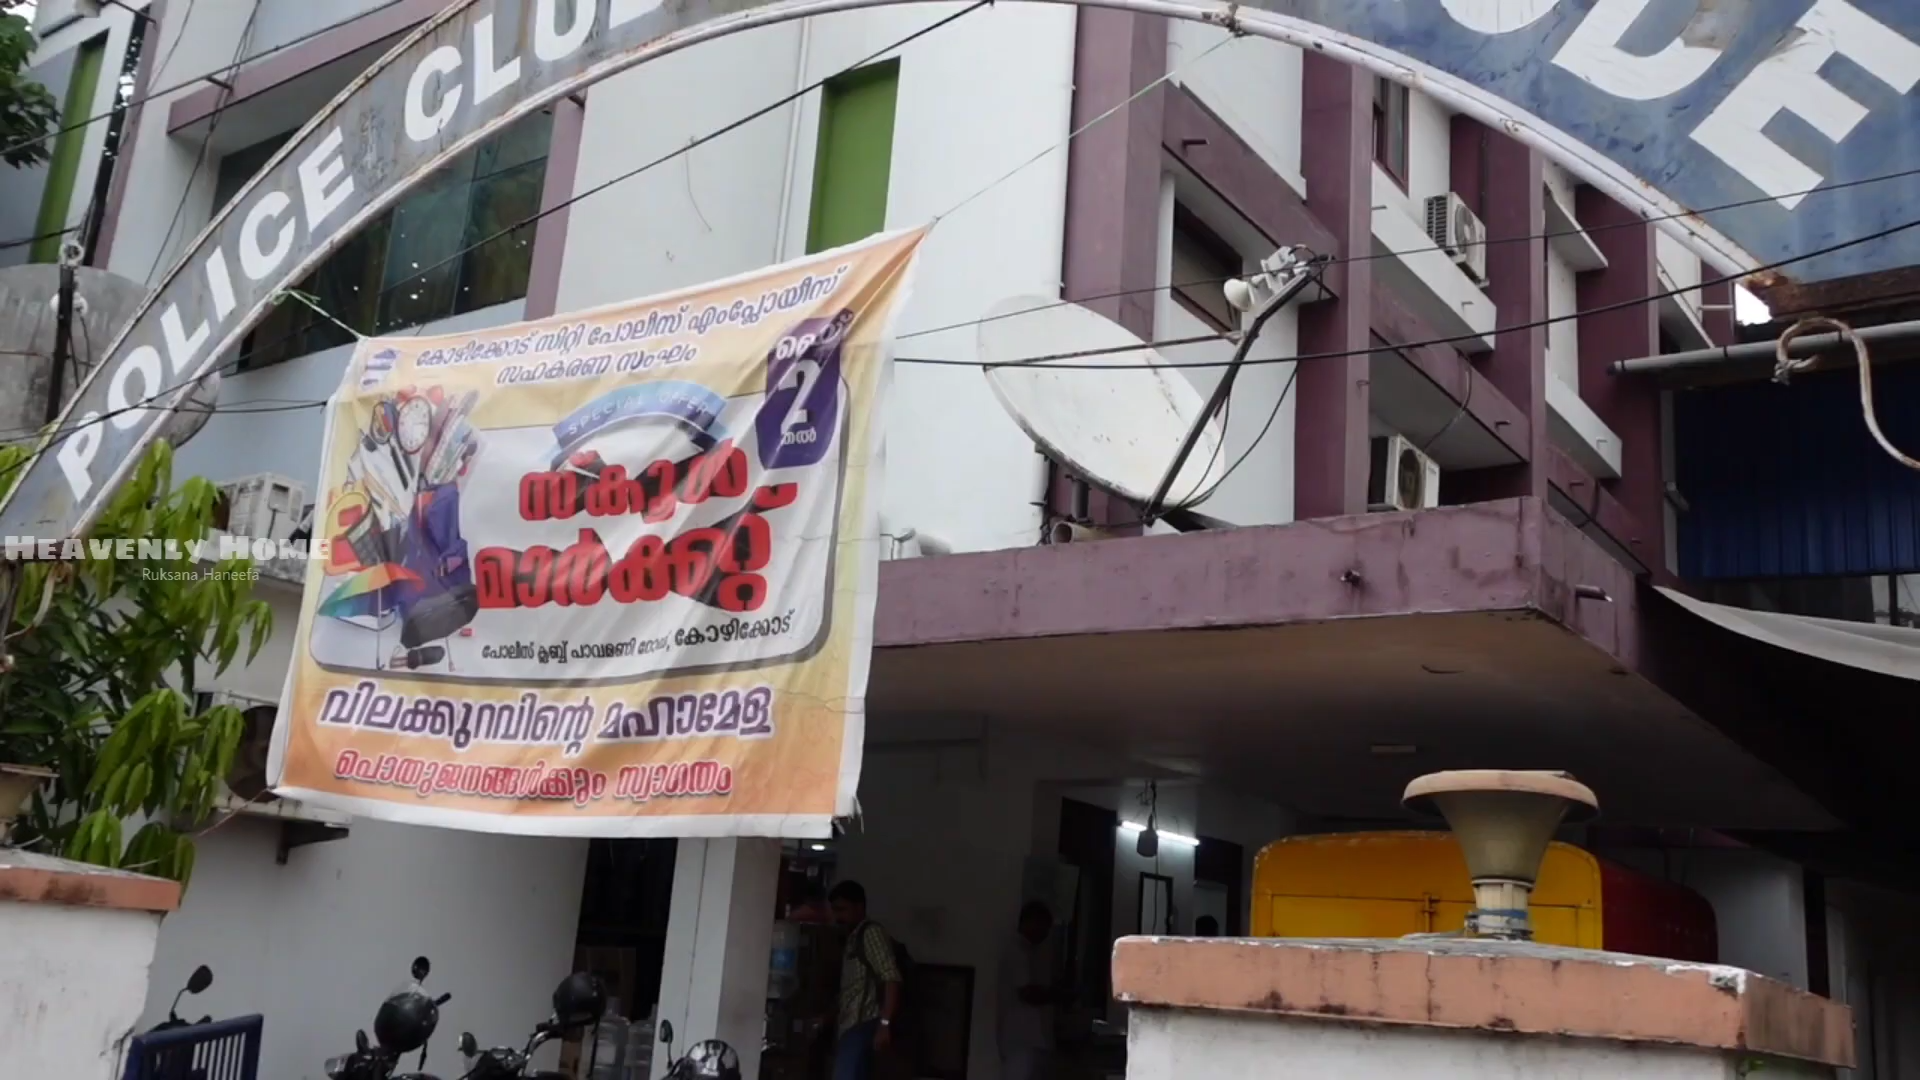 POLICE CLUB
കോഴിക്കോട് സിറ്റി പോലീസ് എംപ്ലോയീസ്
സഹകരണ സംഘം
മെയ്
2
മുതൽ
SPECIAL OFFER
സ്കൂൾ
മാർക്കറ്റ്
പോലീസ് ക്ലബ്ബ് പാവമണി റോഡ്, കോഴിക്കോട്
വിലക്കുറവിന്റെ മഹാമേള
പൊതുജനങ്ങൾക്കും സ്വാഗതം
HEAVENLY HOME
Ruksana Haneefa